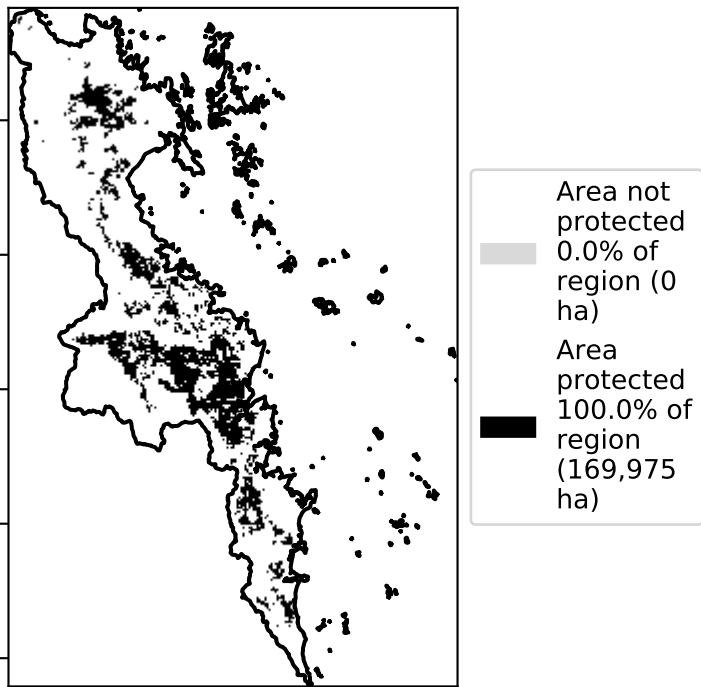 Area not
protected
0.0% of
region (0
ha)
Area
protected
100.0% of
region
(169,975
ha)